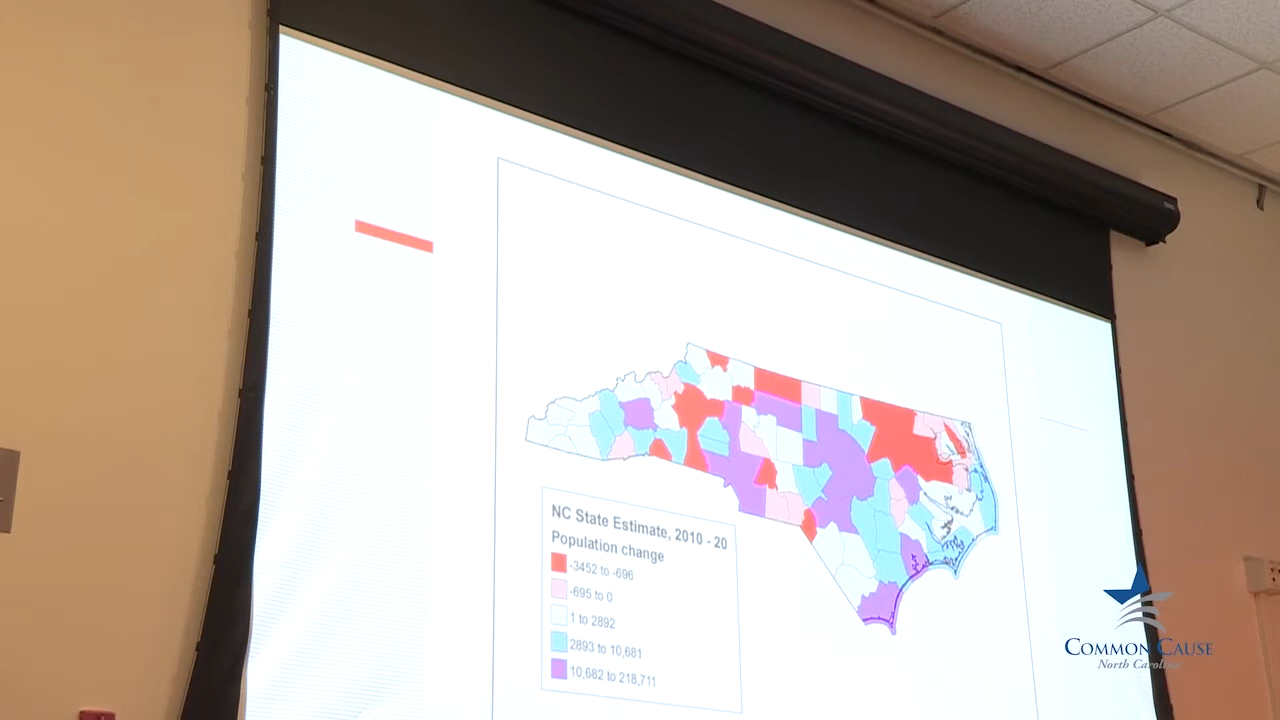 NC State Estimate, 2010 - 20
Population change
-3452 to -696
-695 to 0
1 to 2892
2893 to 10,681
10,682 to 218,711
COMMON CAUSE
North Carolina